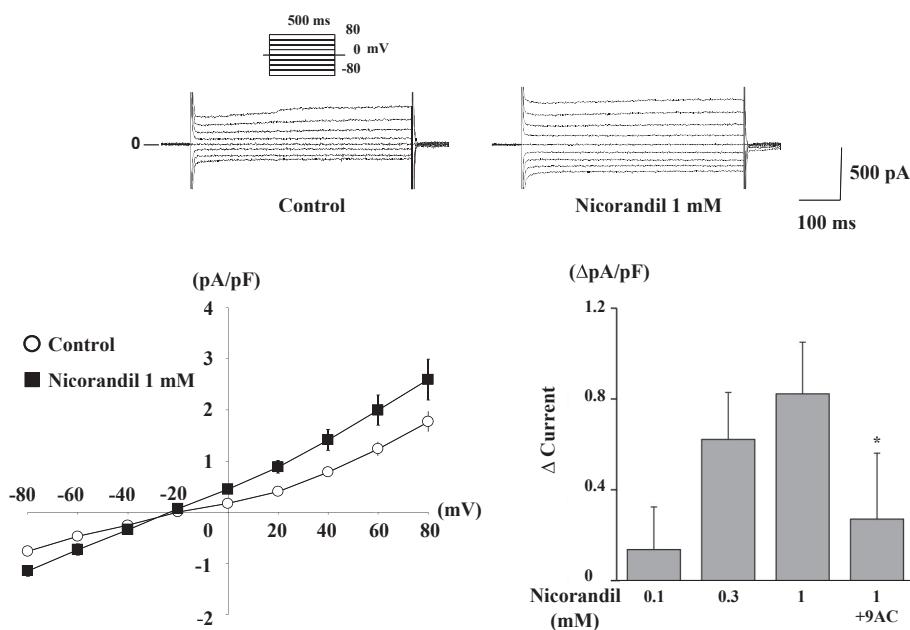 500 ms
80
0 mV
-80
0
Control
Nicorandil 1 mM
500 pA
100 ms
(pA/pF)
4
3
2
1
0
-1
-2
Control
Nicorandil 1 mM
-80 -60 -40 -20 20 40 60 80
(mV)
(ΔpA/pF)
1.2
0.8
0.4
0
Δ Current
*
Nicorandil 0.1 0.3 1 1
(mM) +9AC